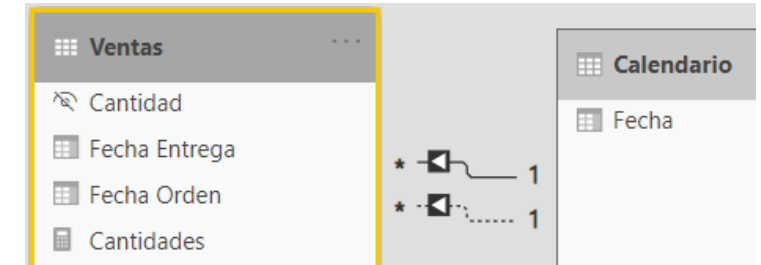 Ventas ...
Cantidad
Fecha Entrega
Fecha Orden
Cantidades
* 1
* 1
Calendario
Fecha